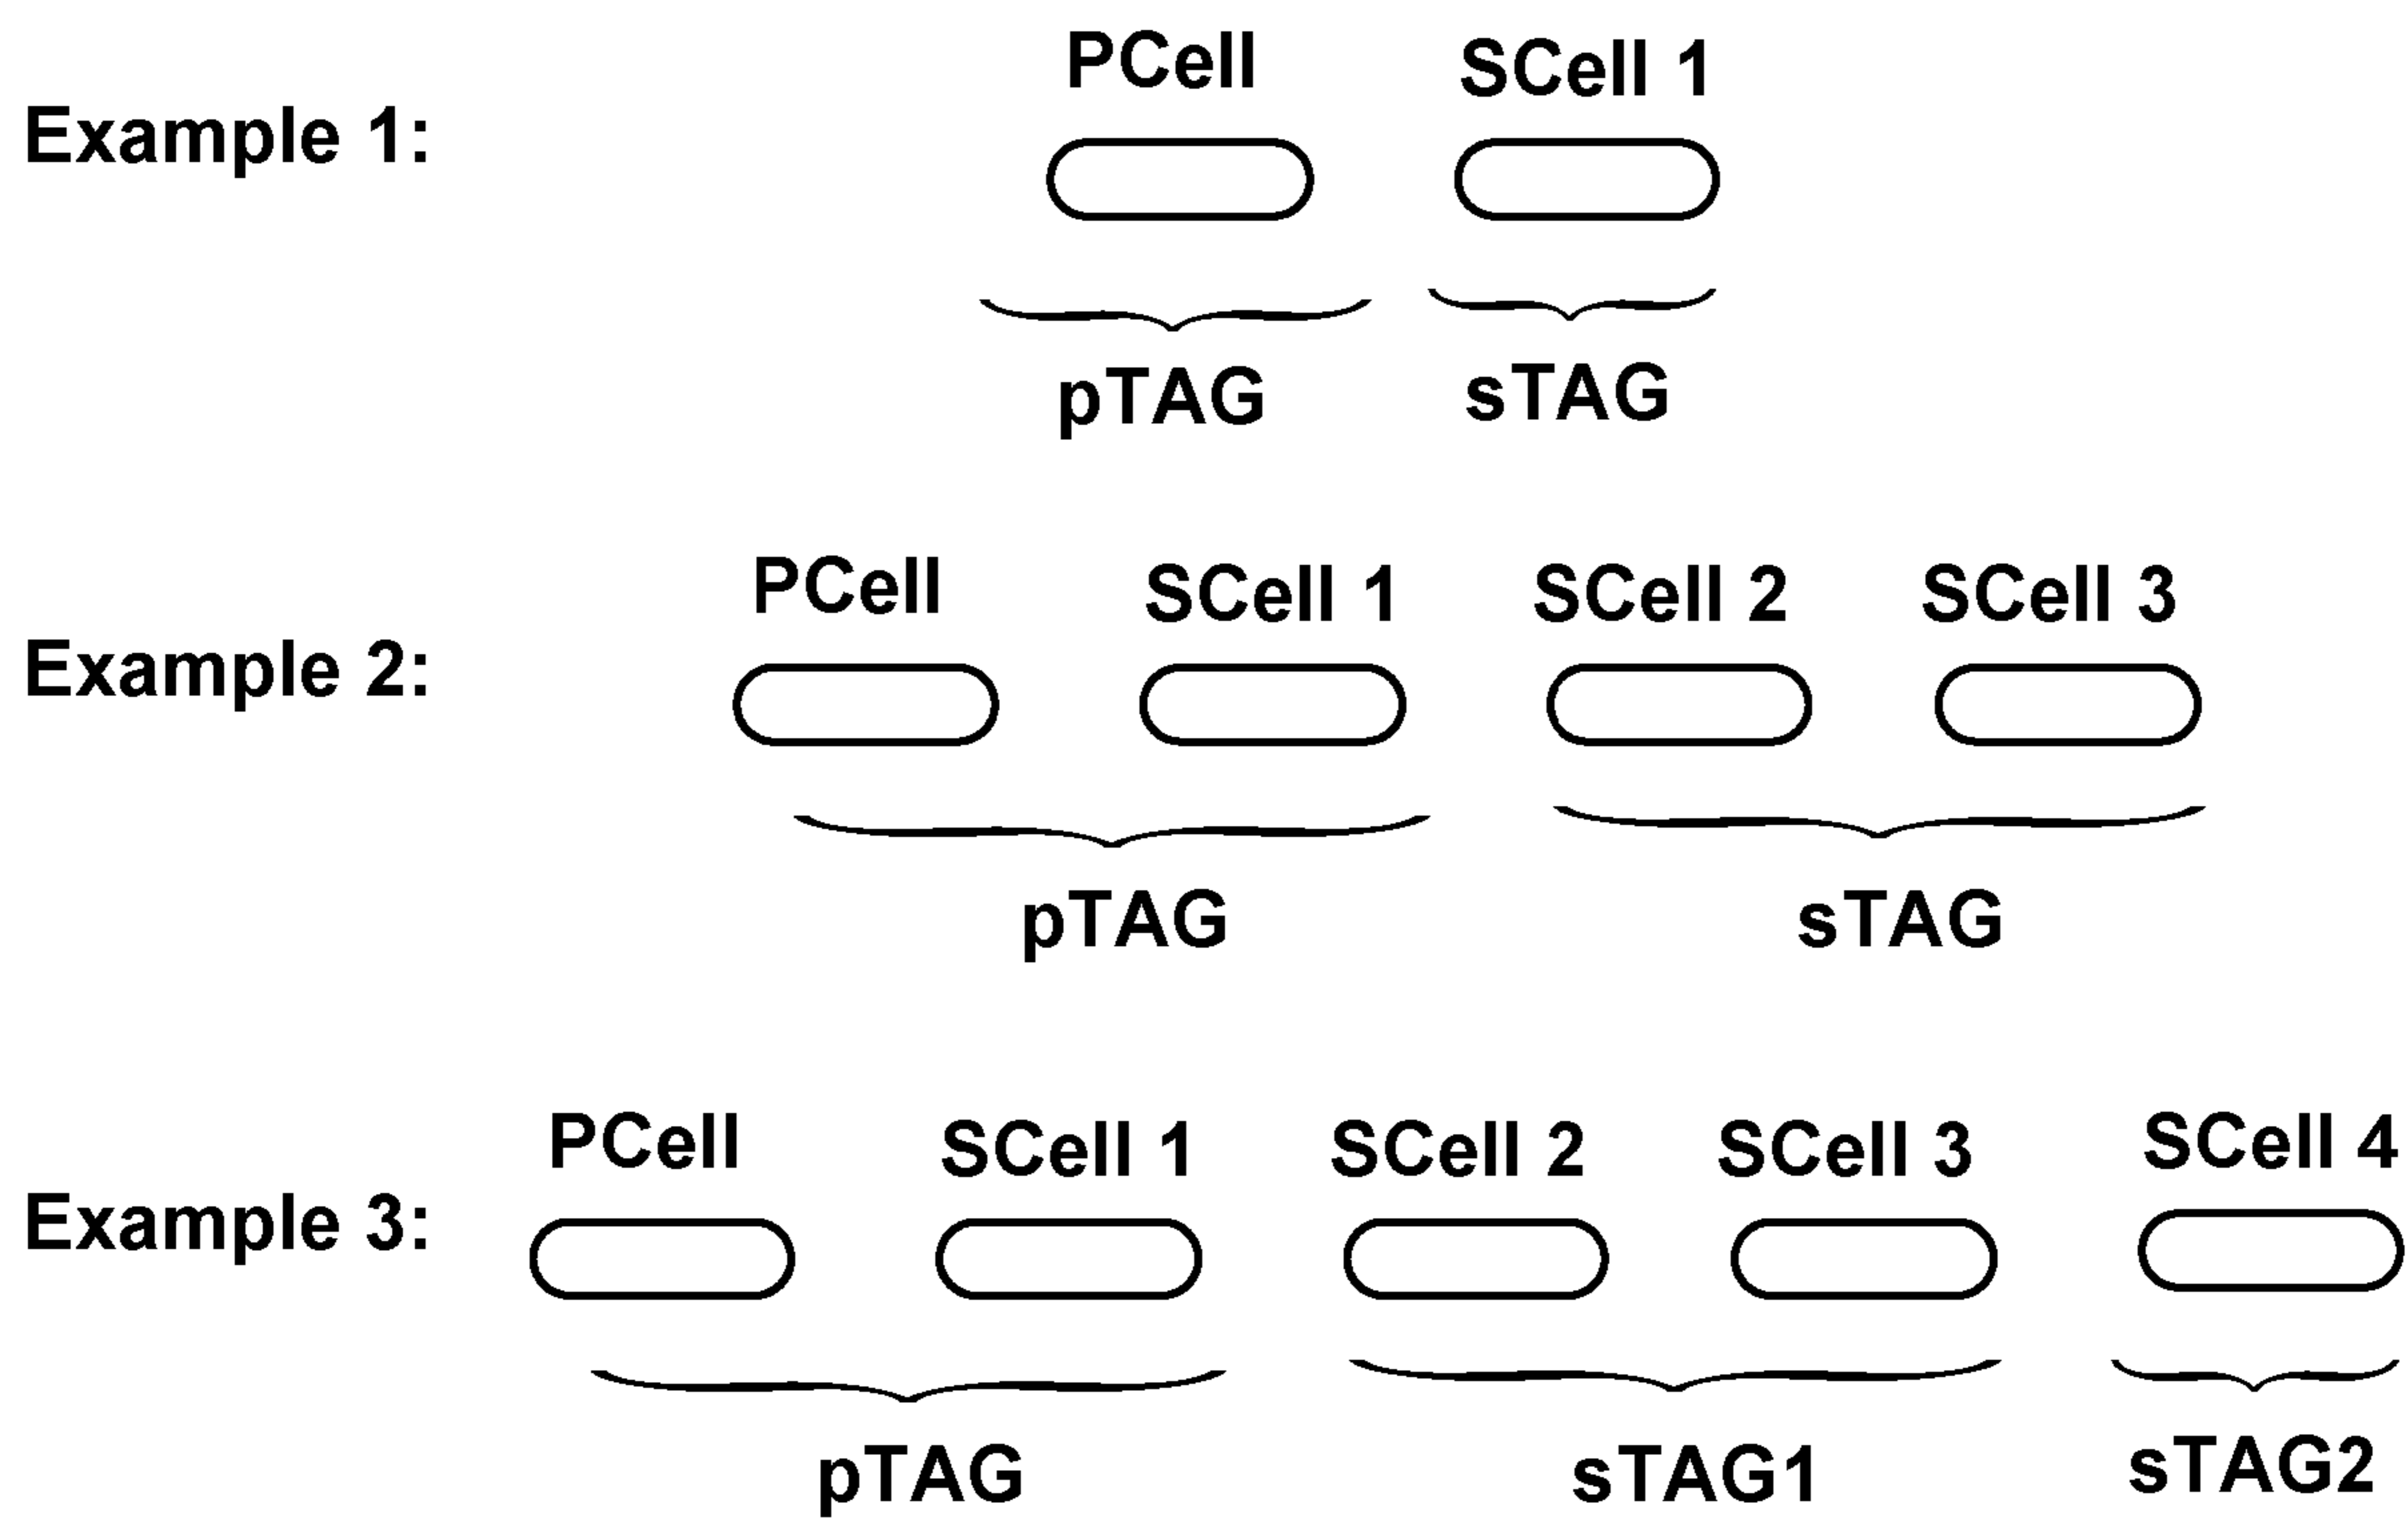 PCell SCell 1
Example 1:
pTAG sTAG
PCell SCell 1 SCell 2 SCell 3
Example 2:
pTAG sTAG
PCell SCell 1 SCell 2 SCell 3 SCell 4
Example 3:
pTAG sTAG1 sTAG2